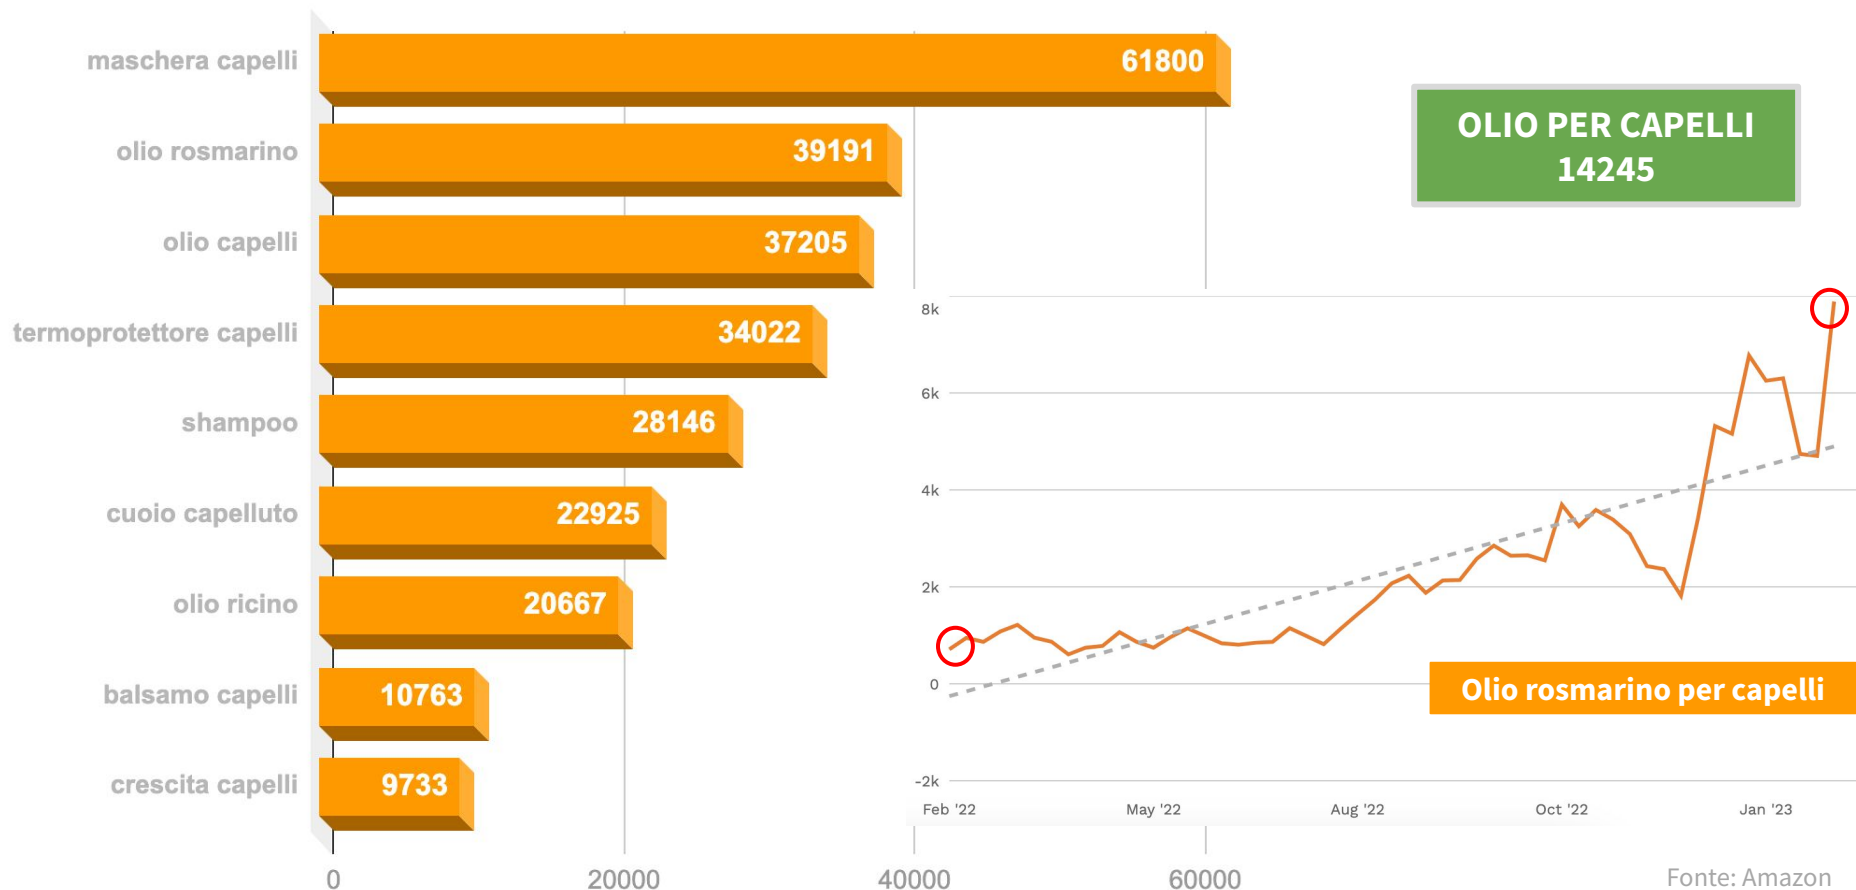 maschera capelli
61800
olio rosmarino
39191
olio capelli
37205
termoprotettore capelli
34022
shampoo
28146
cuoio capelluto
22925
olio ricino
20667
balsamo capelli
10763
crescita capelli
9733
0
20000
40000
60000
OLIO PER CAPELLI
14245
8k
6k
4k
2k
0
-2k
Feb '22
May '22
Aug '22
Oct '22
Jan '23
Olio rosmarino per capelli
Fonte: Amazon